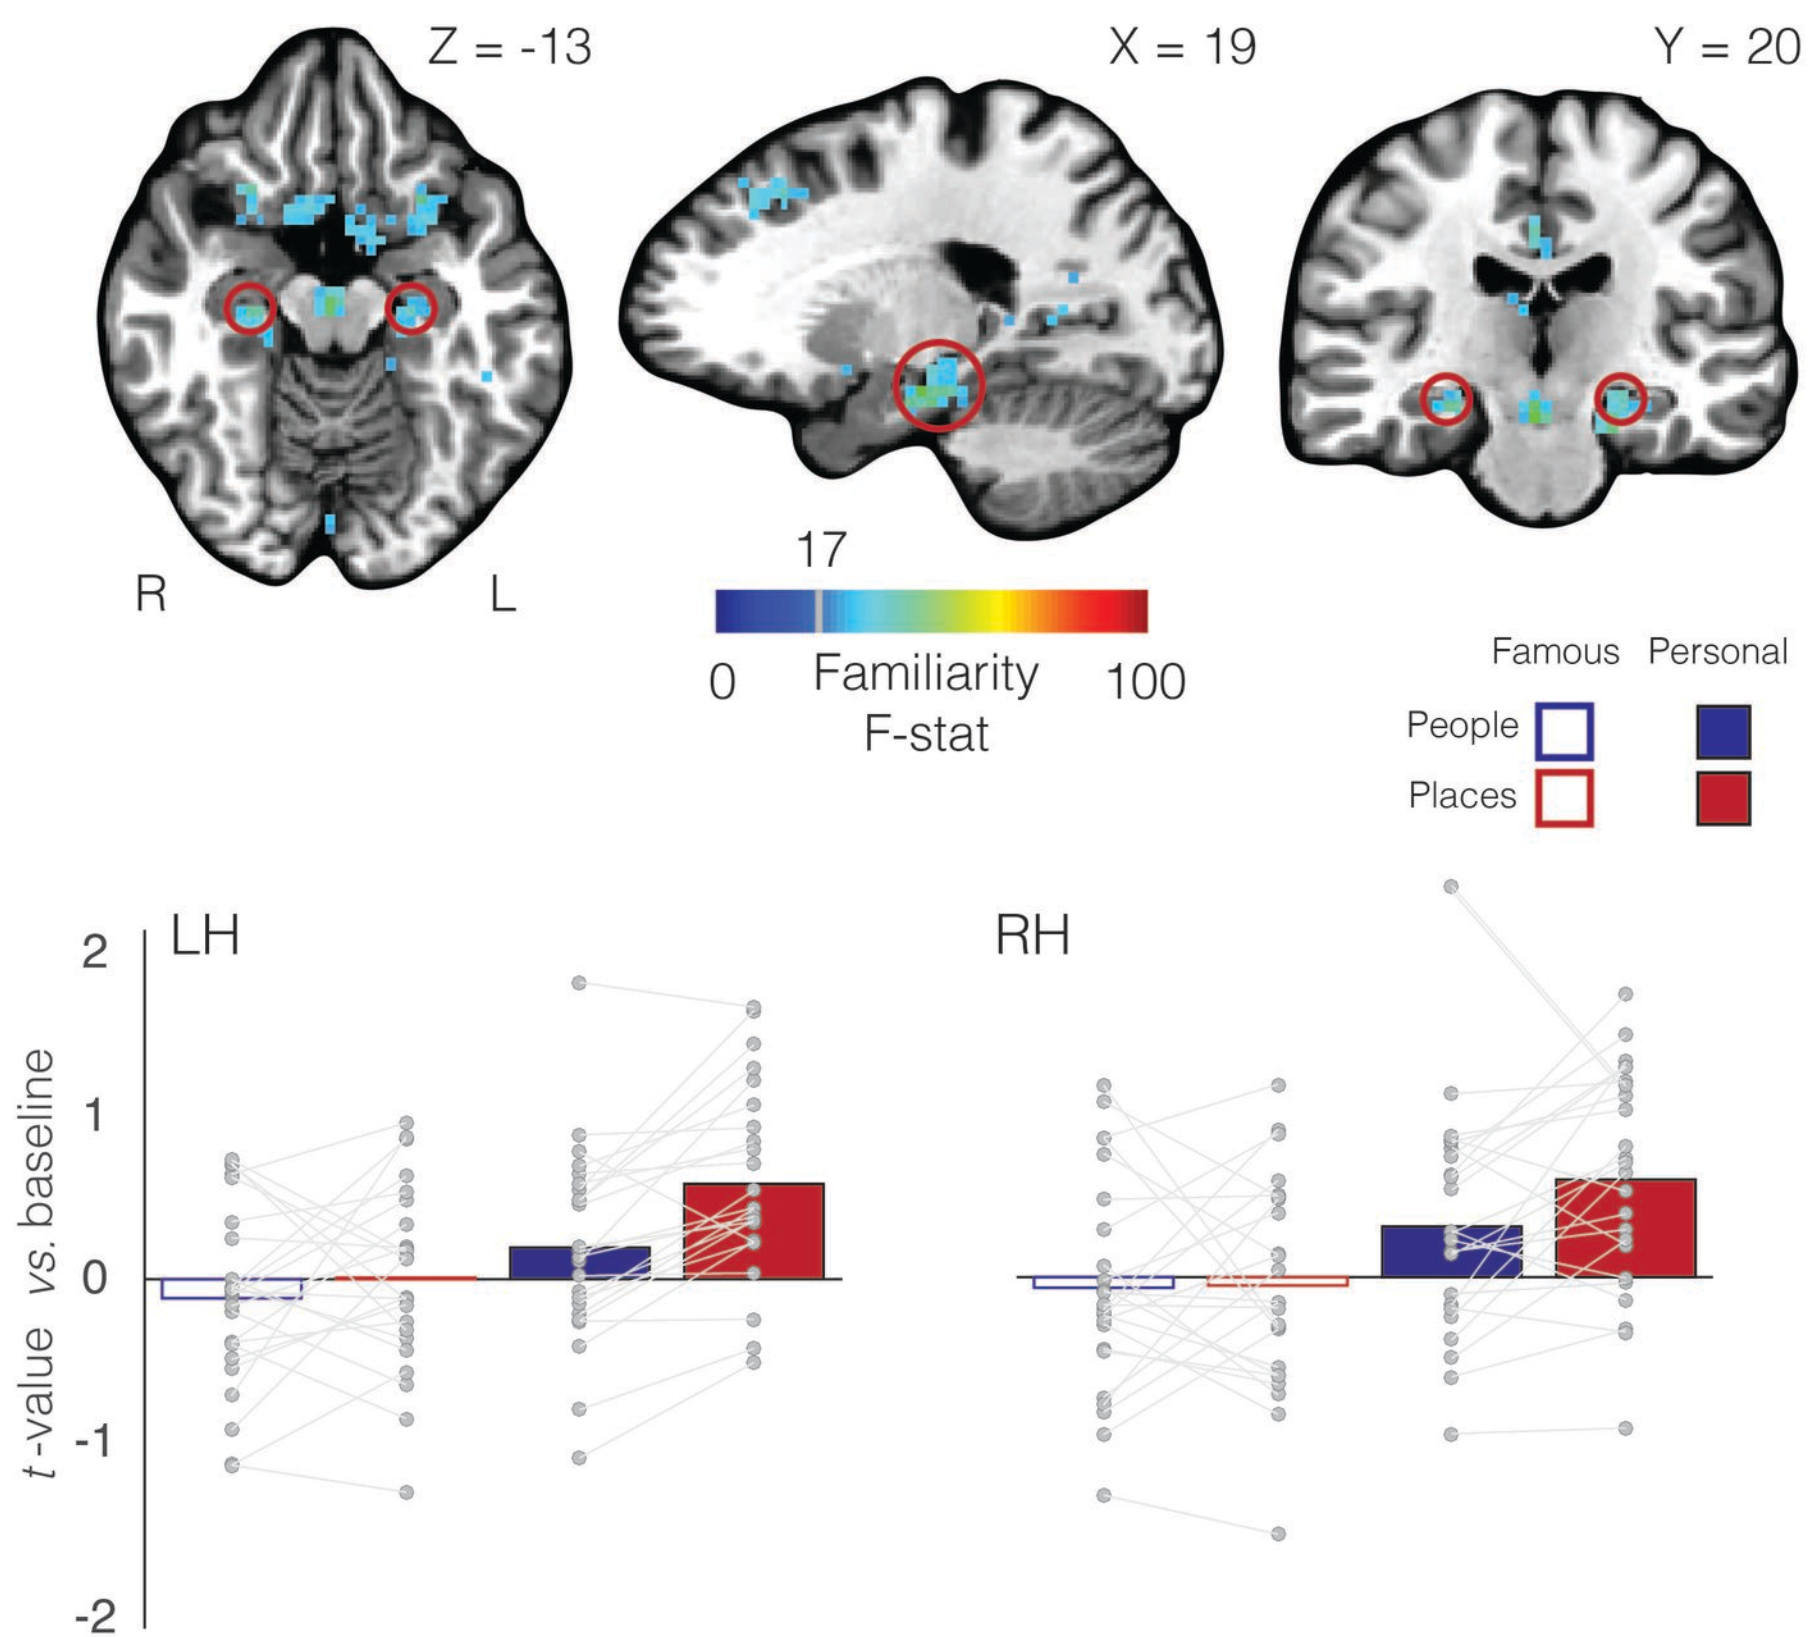 Z = -13
X = 19
Y = 20
R
L
17
0
Familiarity
100
F-stat
Famous
Personal
People
Places
LH
RH
2
1
0
-1
-2
t-value vs. baseline